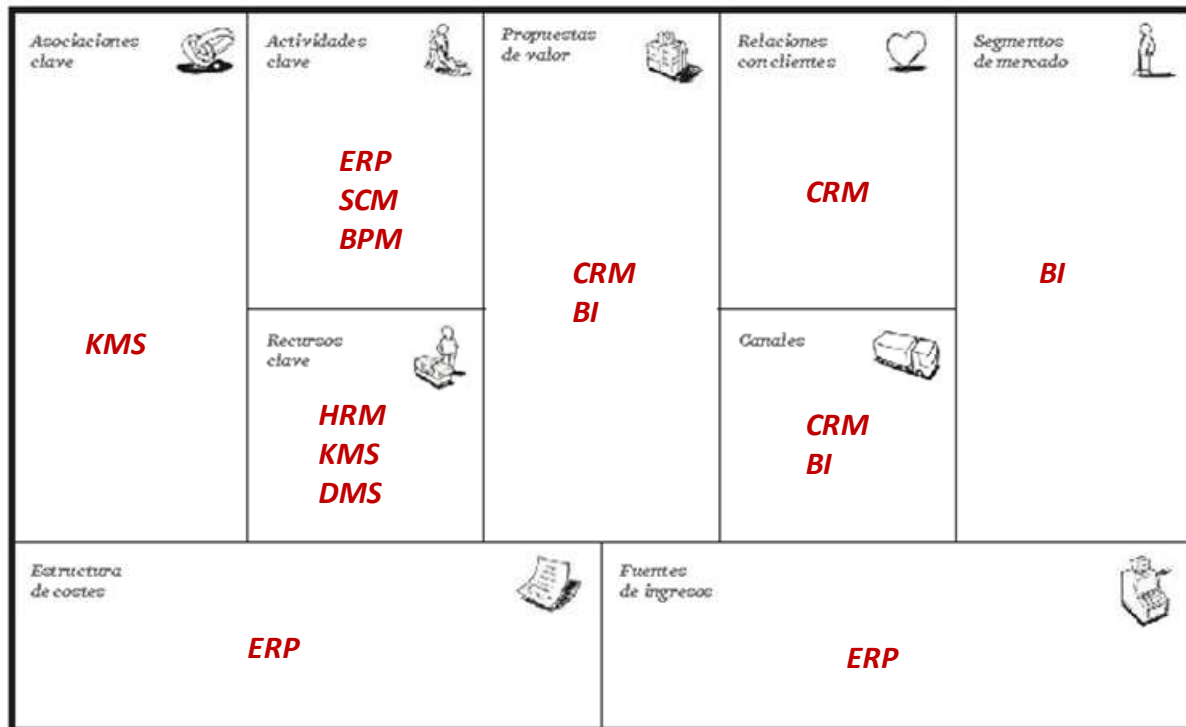 Asociaciones
clave
KMS
Actividades
clave
ERP
SCM
BPM
Recursos
clave
HRM
KMS
DMS
Propuestas
de valor
CRM
BI
Relaciones
con clientes
CRM
Canales
CRM
BI
Segmentos
de mercado
BI
Estructura
de costes
ERP
Fuentes
de ingresos
ERP